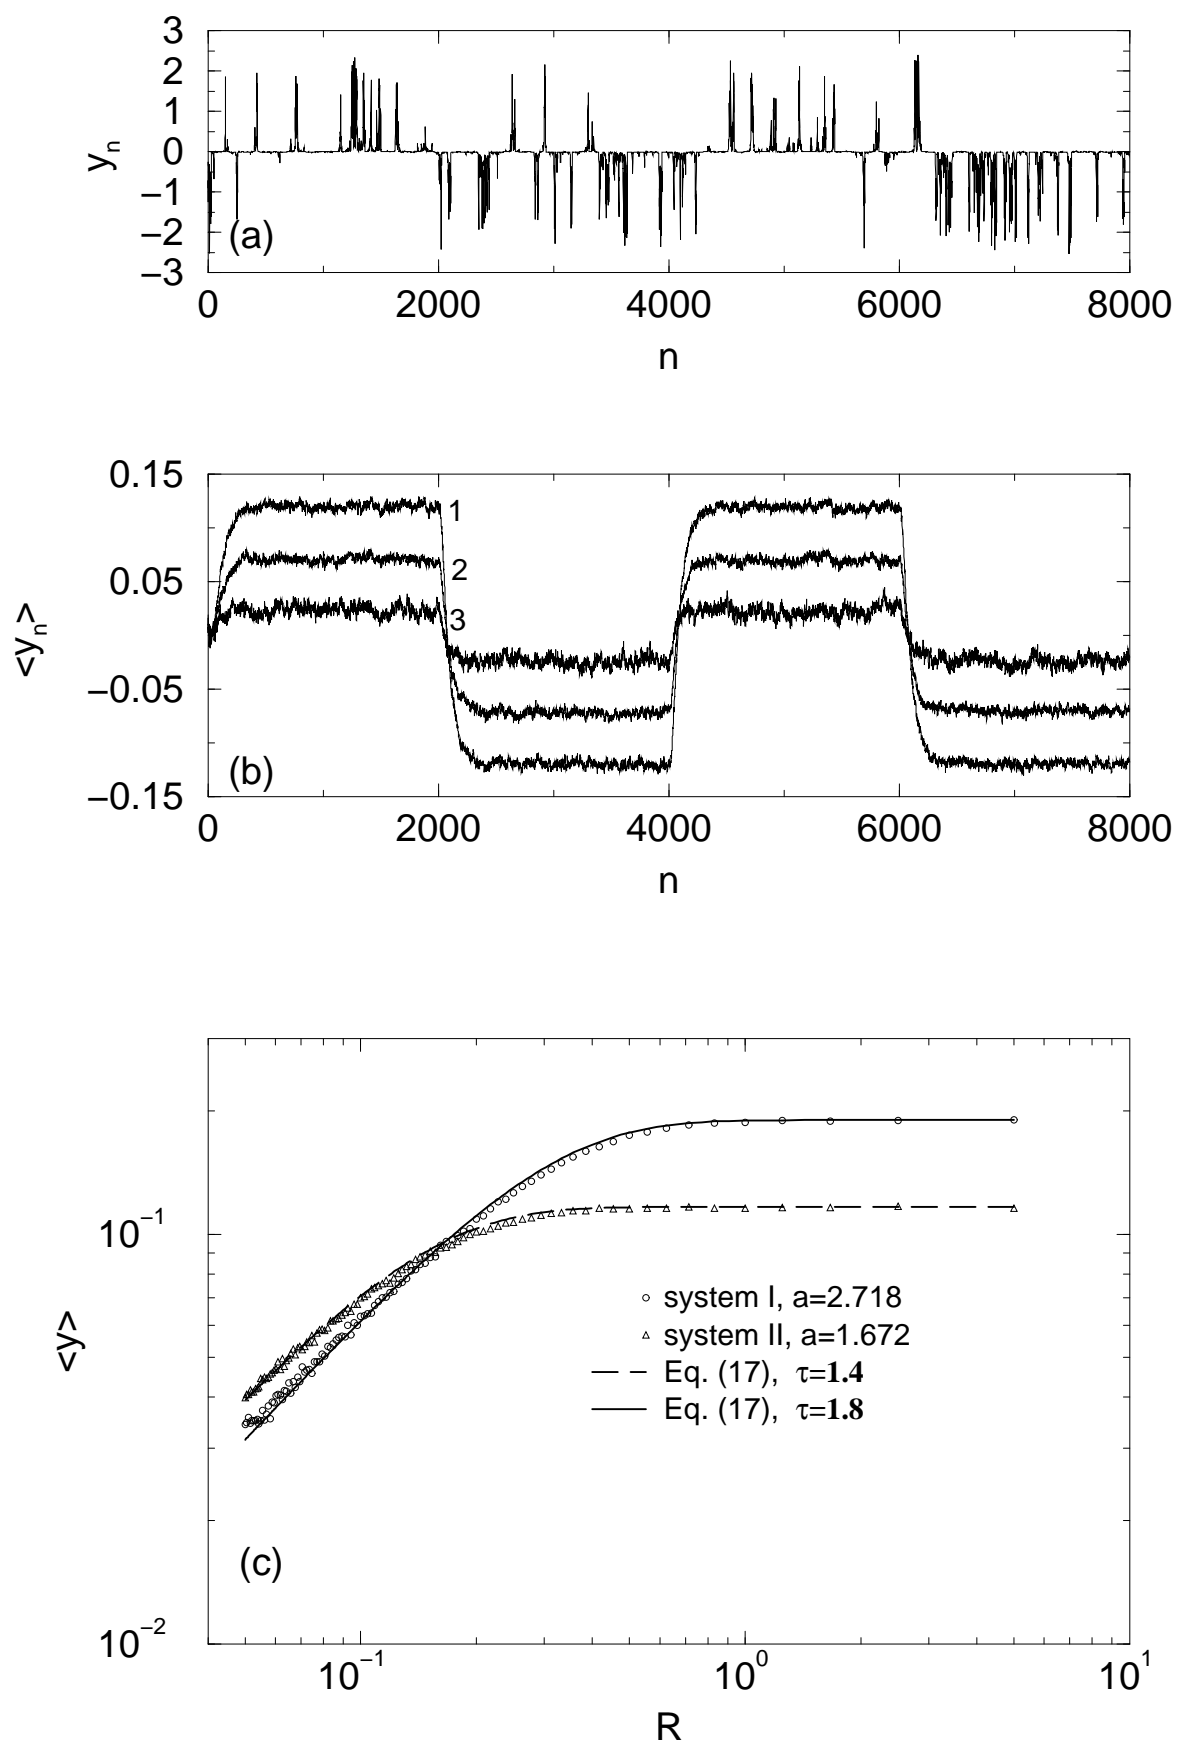 3
2
1
0
−1
−2
−3
y_n
(a)
0 2000 4000 6000 8000
n
0.15
0.05
−0.05
−0.15
<y_n>
1
2
3
(b)
0 2000 4000 6000 8000
n
10^−1
10^−2
<y>
system I, a=2.718
system II, a=1.672
Eq. (17), τ=1.4
Eq. (17), τ=1.8
(c)
10^−1 10^0 10^1
R